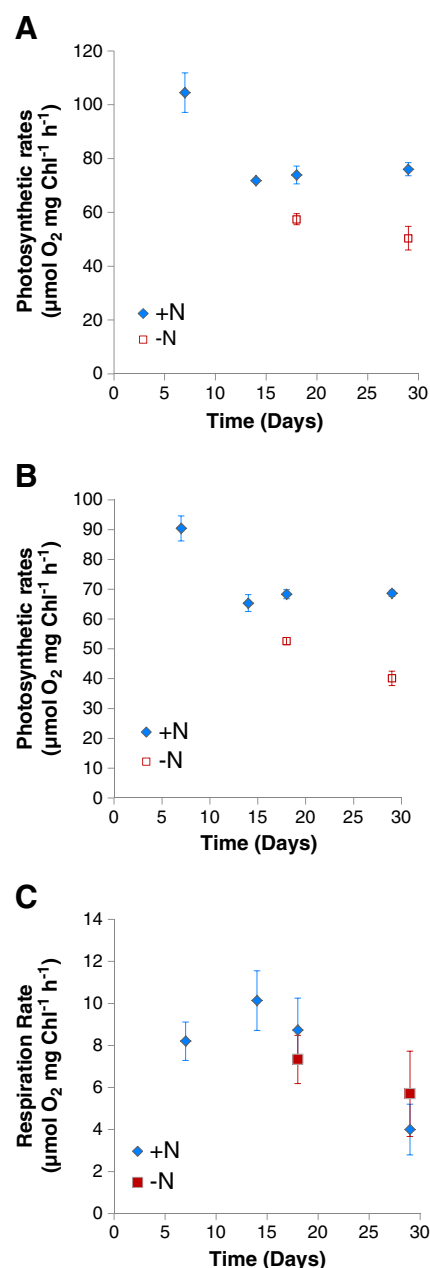 A
120
100
80
60
40
20
0
Photosynthetic rates
(µmol O₂ mg Chl⁻¹ h⁻¹)
+N
-N
0 5 10 15 20 25 30
Time (Days)
B
100
90
80
70
60
50
40
30
20
10
0
Photosynthetic rates
(µmol O₂ mg Chl⁻¹ h⁻¹)
+N
-N
0 5 10 15 20 25 30
Time (Days)
C
14
12
10
8
6
4
2
0
Respiration Rate
(µmol O₂ mg Chl⁻¹ h⁻¹)
+N
-N
0 5 10 15 20 25 30
Time (Days)